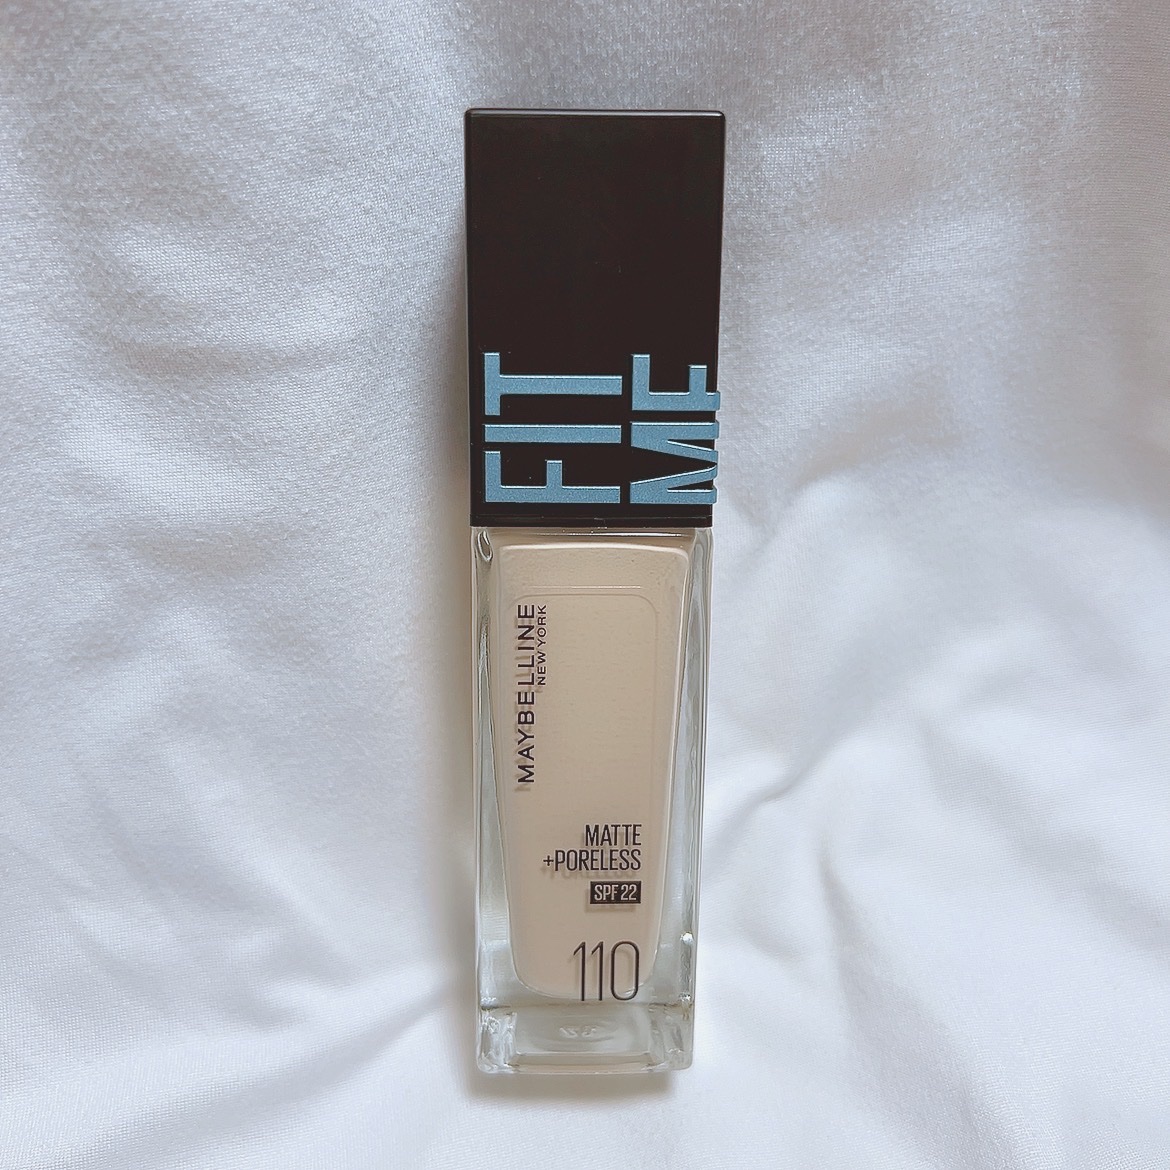 FIT
ME
MAYBELLINE
NEW YORK
MATTE
+PORELESS
SPF 22
110